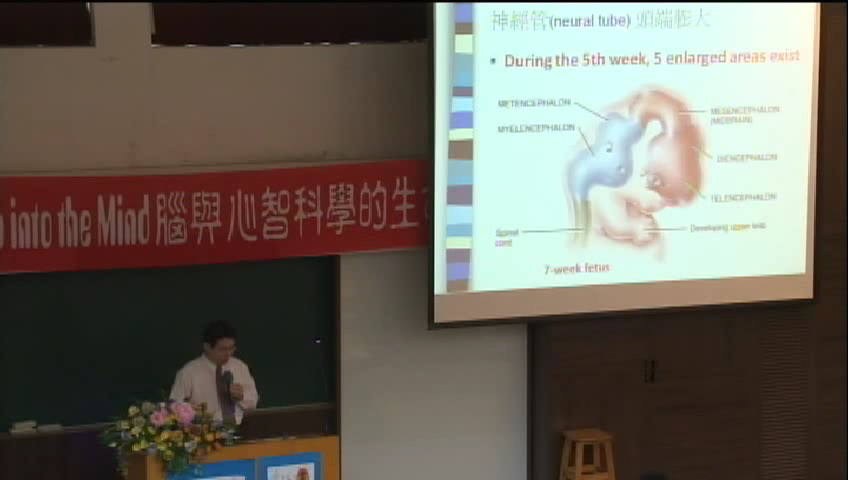 神經管(neural tube) 頭端膨大
• During the 5th week, 5 enlarged areas exist
METENCEPHALON
MYELENCEPHALON
MESENCEPHALON
(MIDBRAIN)
DIENCEPHALON
TELENCEPHALON
Spinal
cord
Developing upper limb
7-week fetus
into the Mind 腦與心智科學的生